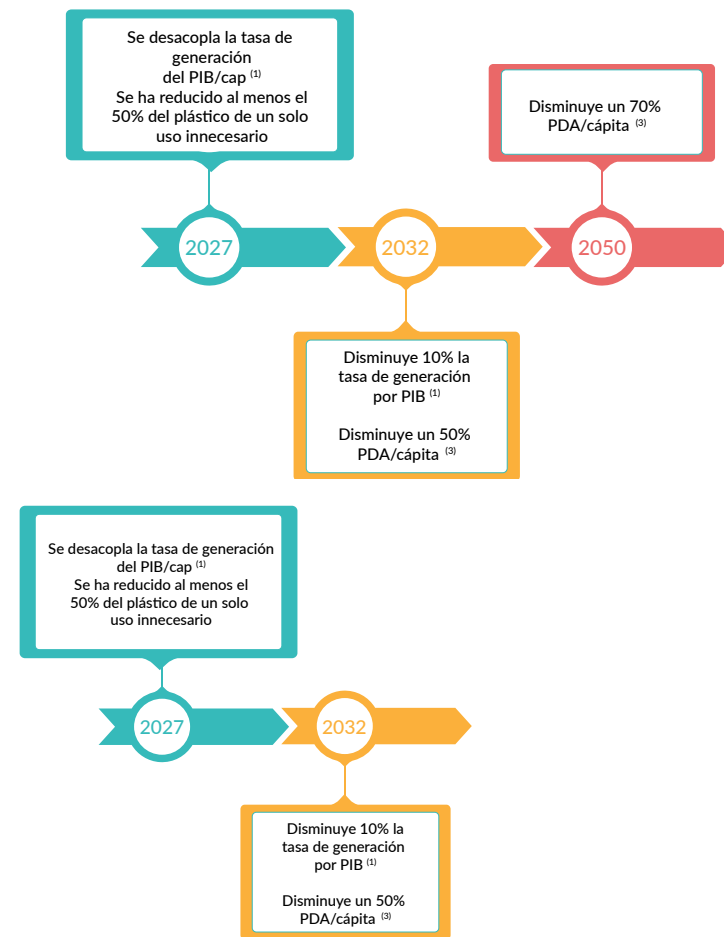 Se desacopla la tasa de
generación
del PIB/cap (1)
Se ha reducido al menos el
50% del plástico de un solo
uso innecesario
Disminuye un 70%
PDA/cápita (3)
2027
2032
2050
Disminuye 10% la
tasa de generación
por PIB (1)
Disminuye un 50%
PDA/cápita (3)
Se desacopla la tasa de generación
del PIB/cap (1)
Se ha reducido al menos el
50% del plástico de un solo
uso innecesario
2027
2032
Disminuye 10% la
tasa de generación
por PIB (1)
Disminuye un 50%
PDA/cápita (3)